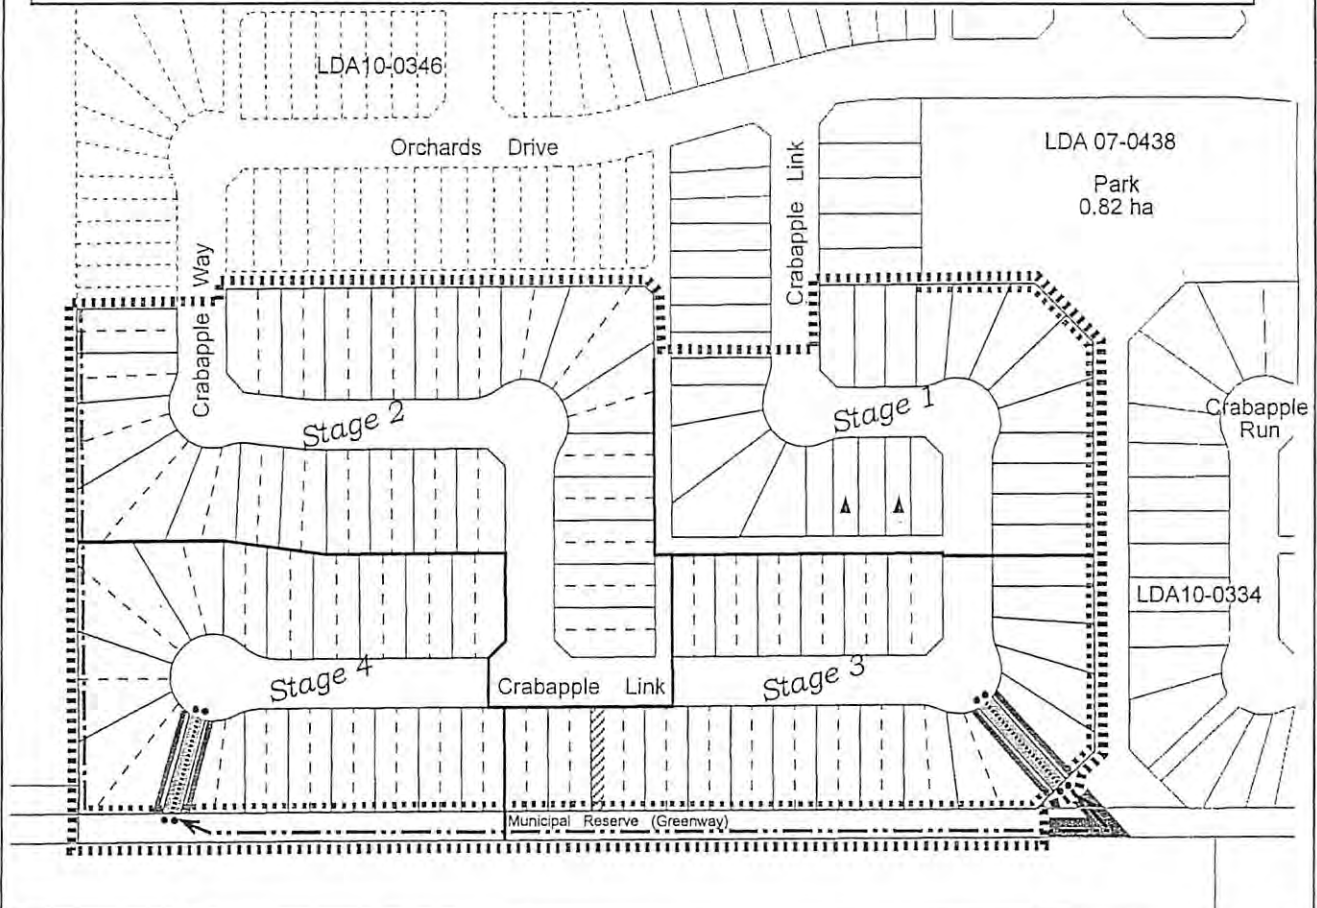 LDA10-0346
Orchards Drive
Crabapple Link
LDA 07-0438
Park
0.82 ha
Crabapple Way
Stage 2
Stage 1
Crabapple
Run
LDA10-0334
Stage 4
Crabapple Link
Stage 3
Municipal Reserve (Greenway)